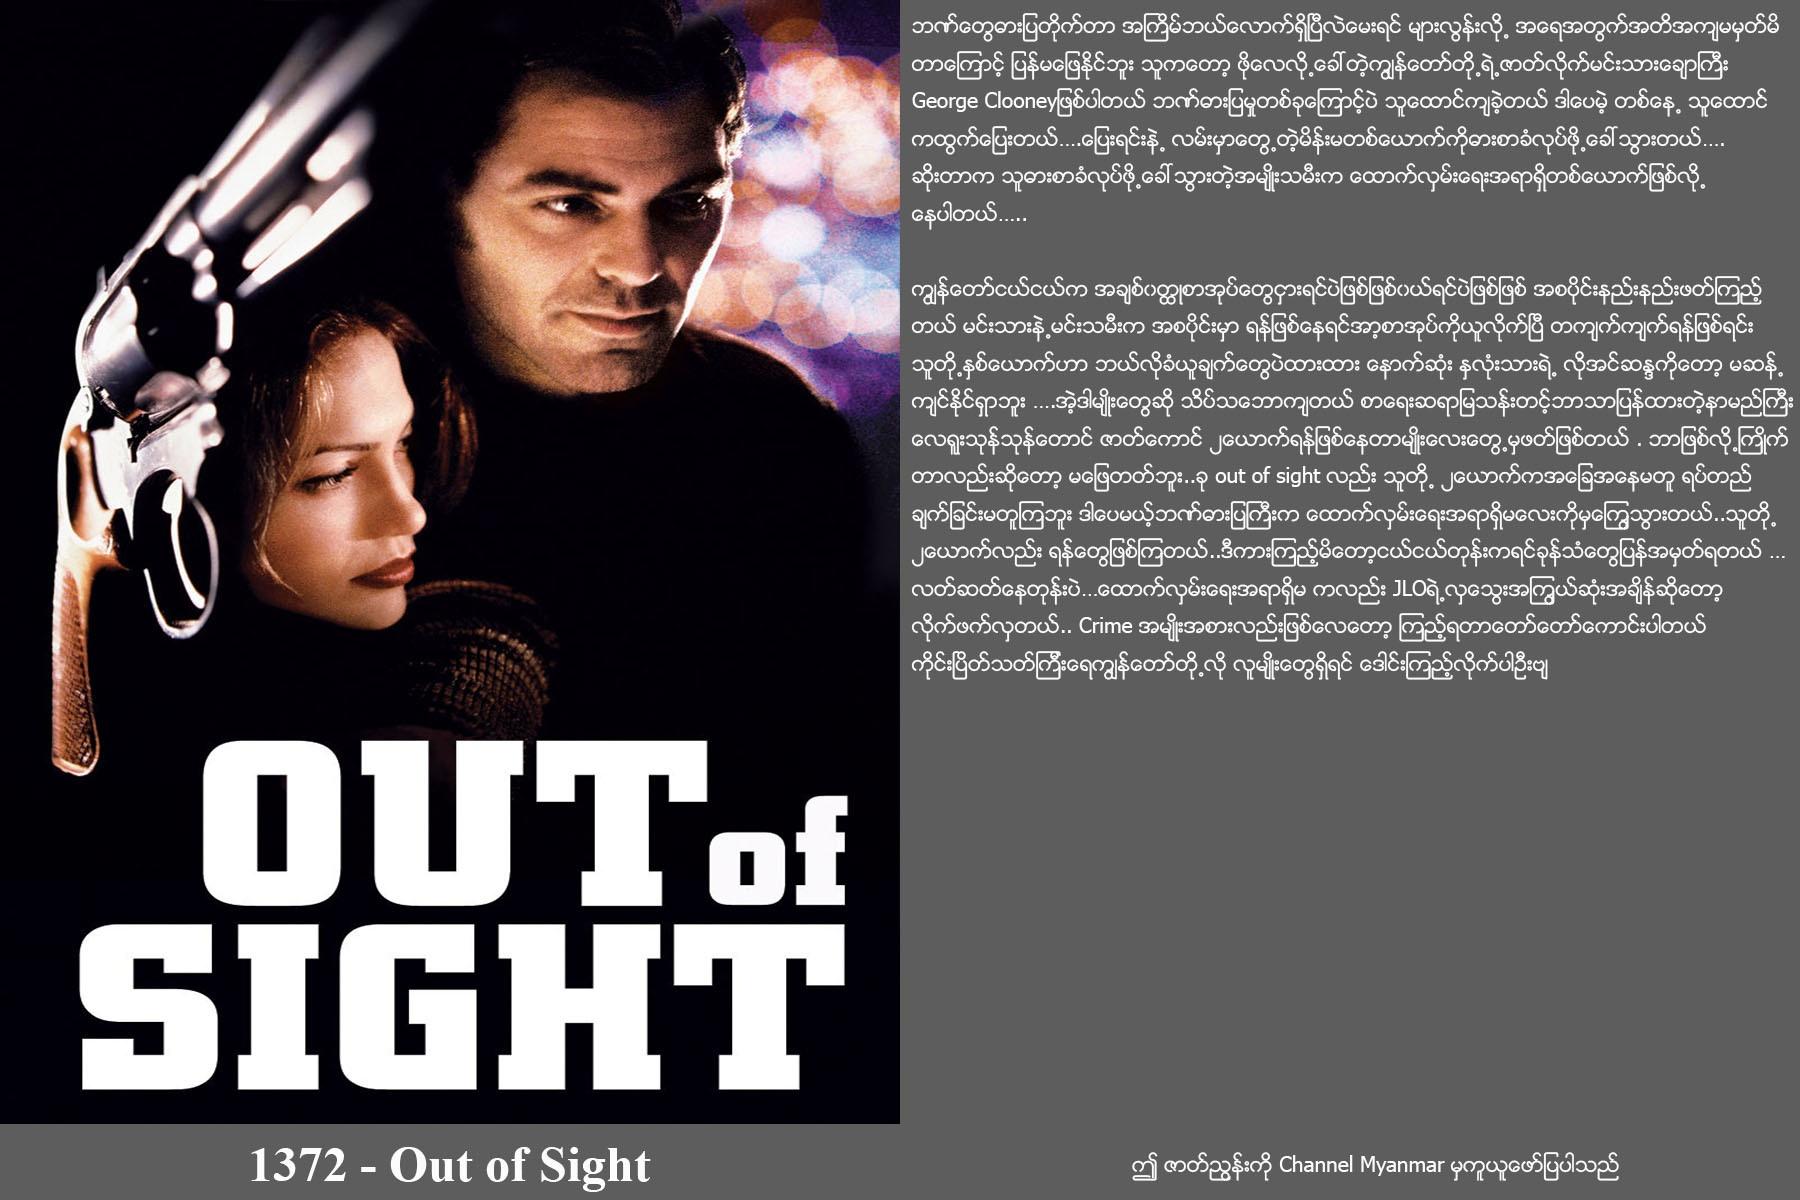 OUT of
SIGHT
1372 - Out of Sight
ဘဏ်တွေဓားပြတိုက်တာ အကြိမ်ဘယ်လောက်ရှိပြီလဲမေးရင် များလွန်းလို့ အရေအတွက်အတိအကျမမှတ်မိ
တာကြောင့် ပြန်မဖြေနိုင်ဘူး သူကတော့ ဖိုလေလို့ခေါ်တဲ့ကျွန်တော်တို့ရဲ့ဇာတ်လိုက်မင်းသားချောကြီး
George Clooneyဖြစ်ပါတယ် ဘဏ်ဓားပြမှုတစ်ခုကြောင့်ပဲ သူထောင်ကျခဲ့တယ် ဒါပေမဲ့ တစ်နေ့ သူထောင်
ကထွက်ပြေးတယ်....ပြေးရင်းနဲ့ လမ်းမှာတွေ့တဲ့မိန်းမတစ်ယောက်ကိုဓားစာခံလုပ်ဖို့ခေါ်သွားတယ်....
ဆိုးတာက သူဓားစာခံလုပ်ဖို့ခေါ်သွားတဲ့အမျိုးသမီးက ထောက်လှမ်းရေးအရာရှိတစ်ယောက်ဖြစ်လို့
နေပါတယ်.....
ကျွန်တော်ငယ်ငယ်က အချစ်ဝတ္ထုစာအုပ်တွေငှားရင်ပဲဖြစ်ဖြစ်ဝယ်ရင်ပဲဖြစ်ဖြစ် အစပိုင်းနည်းနည်းဖတ်ကြည့်
တယ် မင်းသားနဲ့မင်းသမီးက အစပိုင်းမှာ ရန်ဖြစ်နေရင်အာ့စာအုပ်ကိုယူလိုက်ပြီ တကျက်ကျက်ရန်ဖြစ်ရင်း
သူတို့နှစ်ယောက်ဟာ ဘယ်လိုခံယူချက်တွေပဲထားထား နောက်ဆုံး နှလုံးသားရဲ့ လိုအင်ဆန္ဒကိုတော့ မဆန့်
ကျင်နိုင်ရှာဘူး ....အဲ့ဒါမျိုးတွေဆို သိပ်သဘောကျတယ် စာရေးဆရာမြသန်းတင့်ဘာသာပြန်ထားတဲ့နာမည်ကြီး
လေရူးသုန်သုန်တောင် ဇာတ်ကောင် ၂ယောက်ရန်ဖြစ်နေတာမျိုးလေးတွေ့မှဖတ်ဖြစ်တယ် . ဘာဖြစ်လို့ကြိုက်
တာလည်းဆိုတော့ မဖြေတတ်ဘူး..ခု out of sight လည်း သူတို့ ၂ယောက်ကအခြေအနေမတူ ရပ်တည်
ချက်ခြင်းမတူကြဘူး ဒါပေမယ့်ဘဏ်ဓားပြကြီးက ထောက်လှမ်းရေးအရာရှိမလေးကိုမှကြွေသွားတယ်..သူတို့
၂ယောက်လည်း ရန်တွေဖြစ်ကြတယ်..ဒီကားကြည့်မိတော့ငယ်ငယ်တုန်းကရင်ခုန်သံတွေပြန်အမှတ်ရတယ် ...
လတ်ဆတ်နေတုန်းပဲ...ထောက်လှမ်းရေးအရာရှိမ ကလည်း JLOရဲ့လှသွေးအကြွယ်ဆုံးအချိန်ဆိုတော့
လိုက်ဖက်လှတယ်.. Crime အမျိုးအစားလည်းဖြစ်လေတော့ ကြည့်ရတာတော်တော်ကောင်းပါတယ်
ကိုင်းပြိတ်သတ်ကြီးရေကျွန်တော်တို့လို လူမျိုးတွေရှိရင် ဒေါင်းကြည့်လိုက်ပါဦးဗျ
ဤ ဇာတ်ညွှန်းကို Channel Myanmar မှကူယူဖော်ပြပါသည်